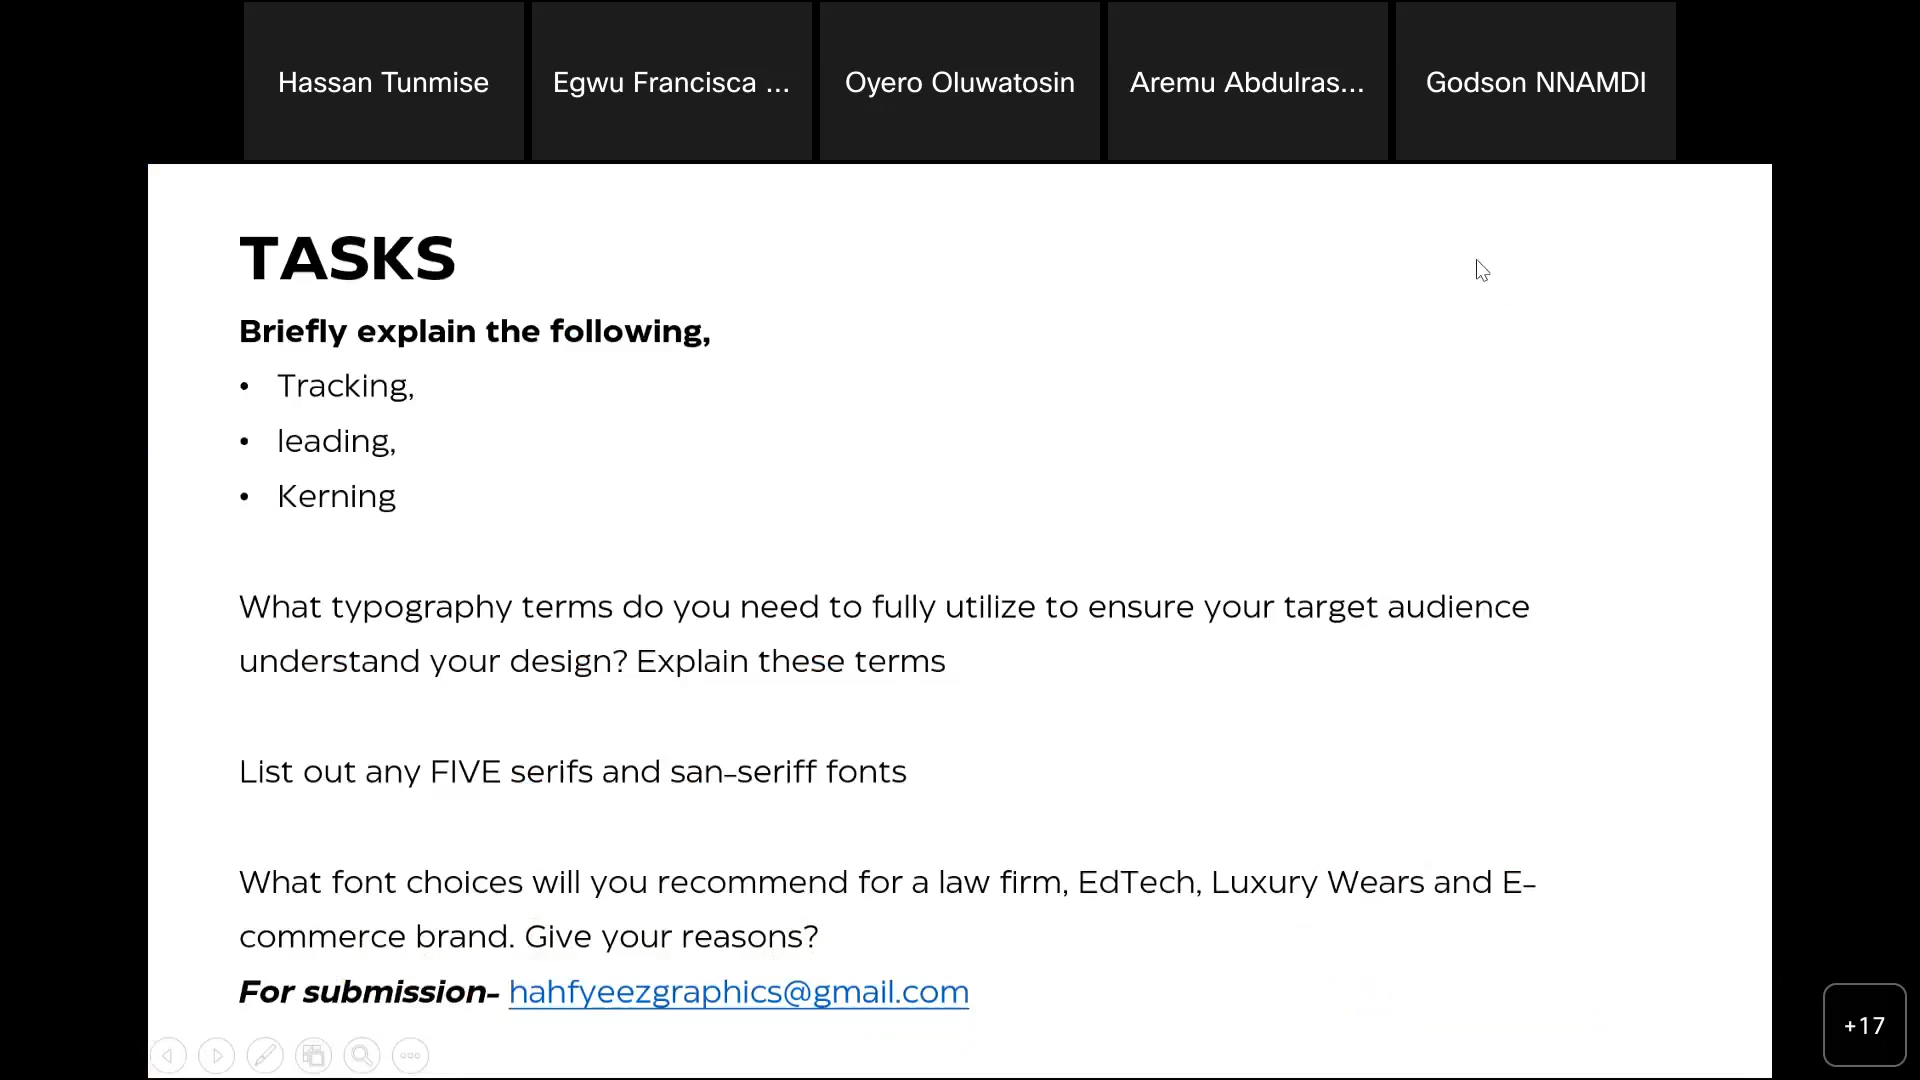 Hassan Tunmise
Egwu Francisca ...
Oyero Oluwatosin
Aremu Abdulras...
Godson NNAMDI
TASKS
Briefly explain the following,
• Tracking,
• leading,
• Kerning
What typography terms do you need to fully utilize to ensure your target audience
understand your design? Explain these terms
List out any FIVE serifs and san-seriff fonts
What font choices will you recommend for a law firm, EdTech, Luxury Wears and E-
commerce brand. Give your reasons?
For submission- hahfyeezgraphics@gmail.com
+17